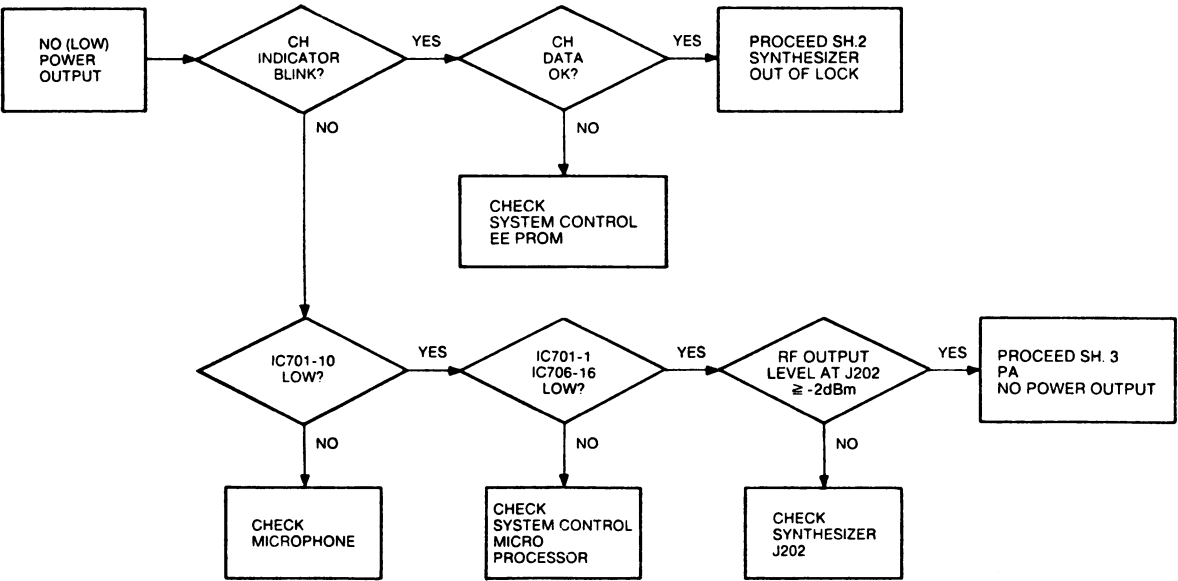 NO (LOW)
POWER
OUTPUT
CH
INDICATOR
BLINK?
YES
CH
DATA
OK?
YES
PROCEED SH.2
SYNTHESIZER
OUT OF LOCK
NO
NO
CHECK
SYSTEM CONTROL
EE PROM
IC701-10
LOW?
YES
IC701-1
IC706-16
LOW?
YES
RF OUTPUT
LEVEL AT J202
≧ -2dBm
YES
PROCEED SH. 3
PA
NO POWER OUTPUT
NO
NO
NO
CHECK
MICROPHONE
CHECK
SYSTEM CONTROL
MICRO
PROCESSOR
CHECK
SYNTHESIZER
J202